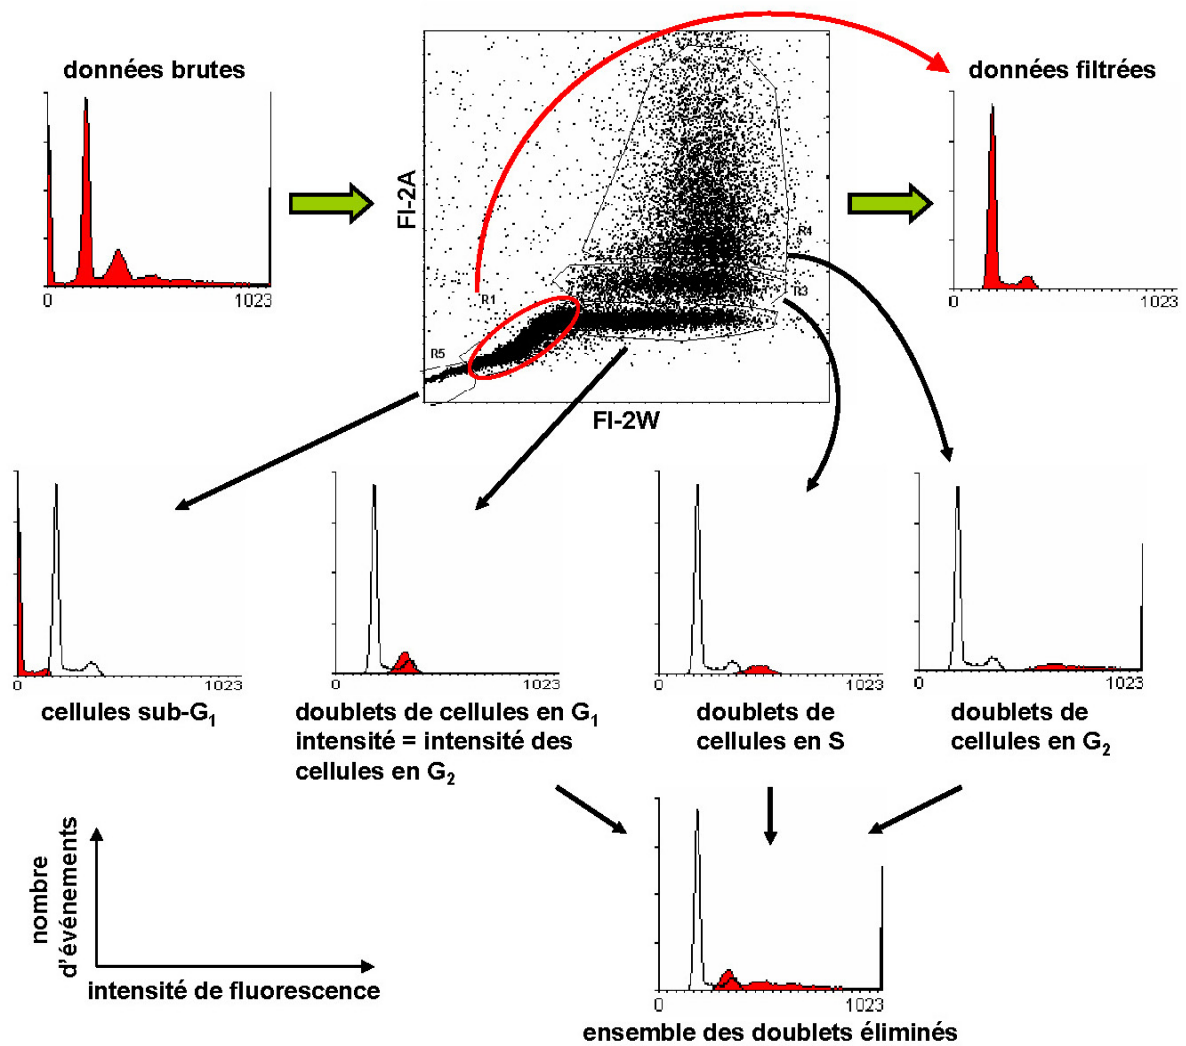 données brutes
données filtrées
Fl-2A
R4
R3
R1
R5
0
1023
0
1023
Fl-2W
0
1023
0
1023
0
1023
0
1023
cellules sub-G1
doublets de cellules en G1
intensité = intensité des
cellules en G2
doublets de
cellules en S
doublets de
cellules en G2
nombre
d'événements
intensité de fluorescence
0
1023
ensemble des doublets éliminés